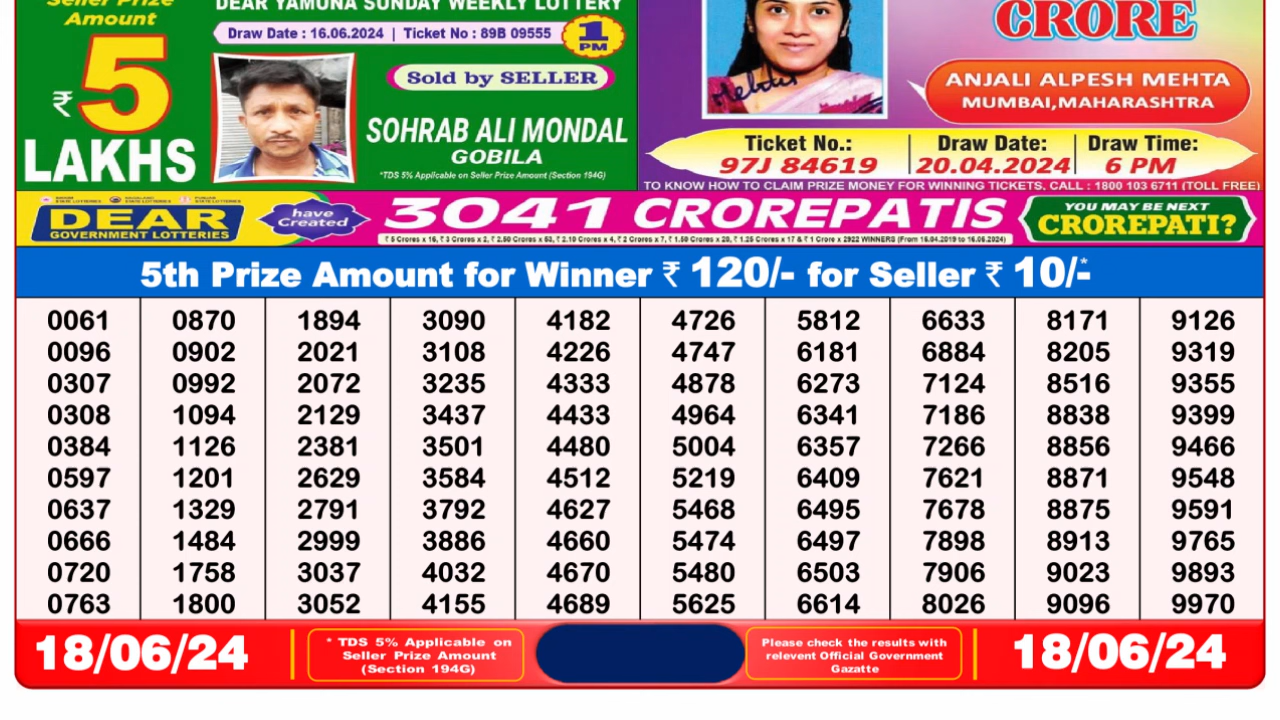 Seller Prize
Amount
₹ 5
LAKHS
DEAR YAMUNA SUNDAY WEEKLY LOTTERY
Draw Date : 16.06.2024 | Ticket No : 89B 09555
1
PM
Sold by SELLER
SOHRAB ALI MONDAL
GOBILA
*TDS 5% Applicable on Seller Prize Amount (Section 194G)
CRORE
ANJALI ALPESH MEHTA
MUMBAI,MAHARASHTRA
Ticket No.: Draw Date: Draw Time:
97J 84619 20.04.2024 6 PM
TO KNOW HOW TO CLAIM PRIZE MONEY FOR WINNING TICKETS, CALL : 1800 103 6711 (TOLL FREE)
DEAR
GOVERNMENT LOTTERIES
have
Created
3041 CROREPATIS
YOU MAY BE NEXT
CROREPATI?
5th Prize Amount for Winner ₹ 120/- for Seller ₹ 10/-*
0061 0870 1894 3090 4182 4726 5812 6633 8171 9126
0096 0902 2021 3108 4226 4747 6181 6884 8205 9319
0307 0992 2072 3235 4333 4878 6273 7124 8516 9355
0308 1094 2129 3437 4433 4964 6341 7186 8838 9399
0384 1126 2381 3501 4480 5004 6357 7266 8856 9466
0597 1201 2629 3584 4512 5219 6409 7621 8871 9548
0637 1329 2791 3792 4627 5468 6495 7678 8875 9591
0666 1484 2999 3886 4660 5474 6497 7898 8913 9765
0720 1758 3037 4032 4670 5480 6503 7906 9023 9893
0763 1800 3052 4155 4689 5625 6614 8026 9096 9970
18/06/24
* TDS 5% Applicable on
Seller Prize Amount
(Section 194G)
Please check the results with
relevent Official Government
Gazatte
18/06/24